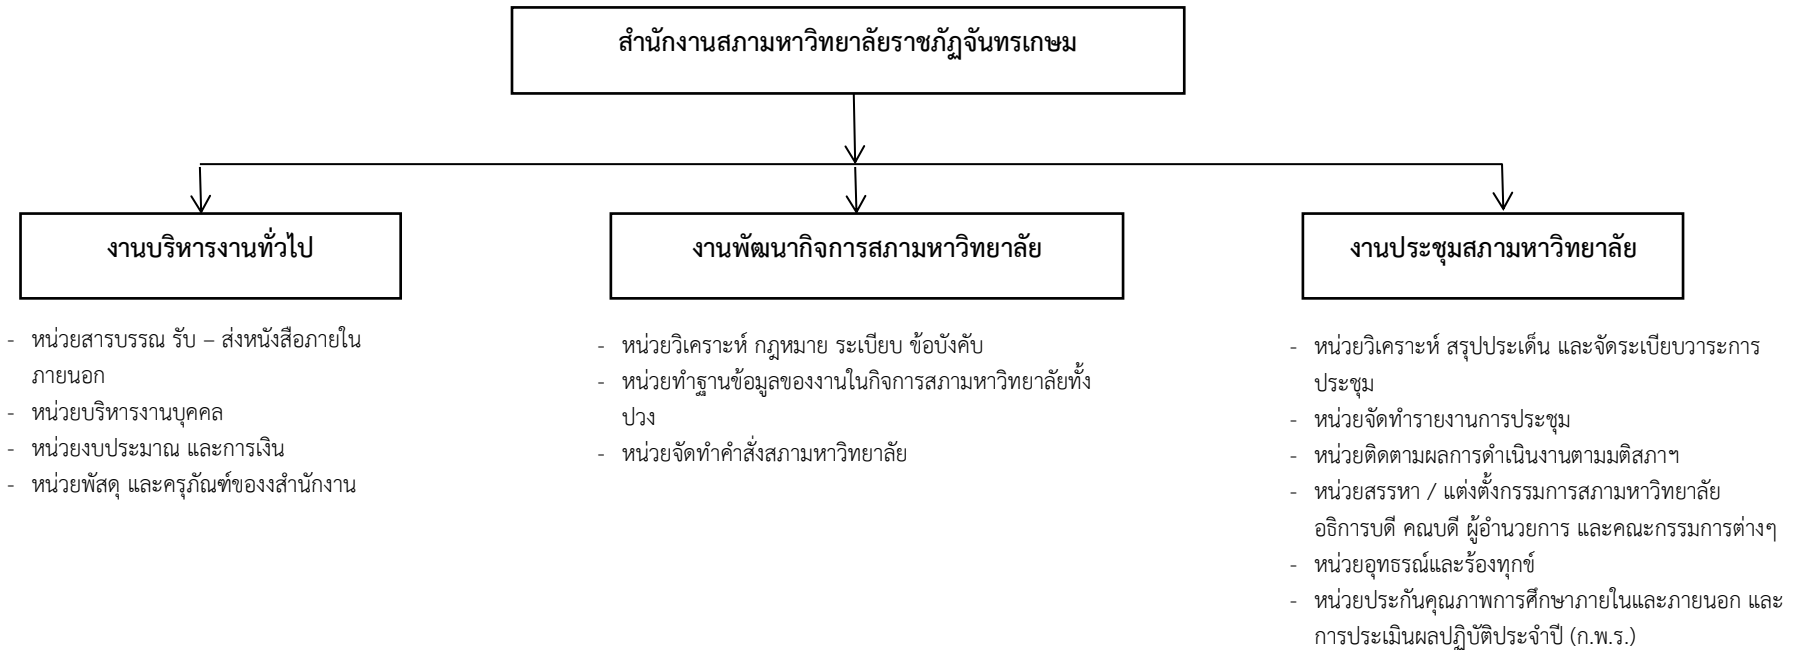 สำนักงานสภามหาวิทยาลัยราชภัฏจันทรเกษม
งานบริหารงานทั่วไป
- หน่วยสารบรรณ รับ – ส่งหนังสือภายใน
ภายนอก
- หน่วยบริหารงานบุคคล
- หน่วยงบประมาณ และการเงิน
- หน่วยพัสดุ และครุภัณฑ์ของงสำนักงาน
งานพัฒนากิจการสภามหาวิทยาลัย
- หน่วยวิเคราะห์ กฎหมาย ระเบียบ ข้อบังคับ
- หน่วยทำฐานข้อมูลของงานในกิจการสภามหาวิทยาลัยทั้ง
ปวง
- หน่วยจัดทำคำสั่งสภามหาวิทยาลัย
งานประชุมสภามหาวิทยาลัย
- หน่วยวิเคราะห์ สรุปประเด็น และจัดระเบียบวาระการ
ประชุม
- หน่วยจัดทำรายงานการประชุม
- หน่วยติดตามผลการดำเนินงานตามมติสภาฯ
- หน่วยสรรหา / แต่งตั้งกรรมการสภามหาวิทยาลัย
อธิการบดี คณบดี ผู้อำนวยการ และคณะกรรมการต่างๆ
- หน่วยอุทธรณ์และร้องทุกข์
- หน่วยประกันคุณภาพการศึกษาภายในและภายนอก และ
การประเมินผลปฏิบัติประจำปี (ก.พ.ร.)